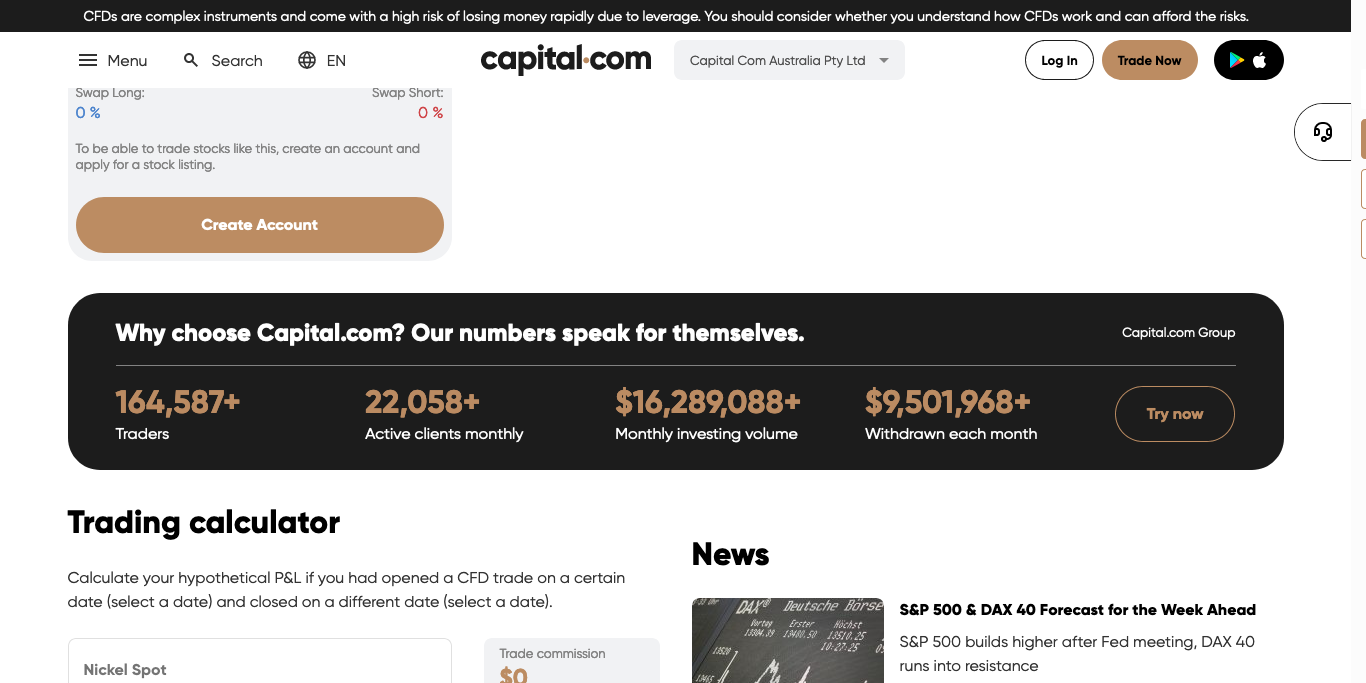 CFDs are complex instruments and come with a high risk of losing money rapidly due to leverage. You should consider whether you understand how CFDs work and can afford the risks.
Menu
Search
EN
capital.com
Capital Com Australia Pty Ltd
Log In
Trade Now
Swap Long:
Swap Short:
0 %
0 %
To be able to trade stocks like this, create an account and
apply for a stock listing.
Create Account
Why choose Capital.com? Our numbers speak for themselves.
Capital.com Group
164,587+
Traders
22,058+
Active clients monthly
$16,289,088+
Monthly investing volume
$9,501,968+
Withdrawn each month
Try now
Trading calculator
Calculate your hypothetical P&L if you had opened a CFD trade on a certain
date (select a date) and closed on a different date (select a date).
Nickel Spot
Trade commission
$0
News
DAX® Deutsche Börse
Vortag Erster Höchst
10:27:25
S&P 500 & DAX 40 Forecast for the Week Ahead
S&P 500 builds higher after Fed meeting, DAX 40
runs into resistance